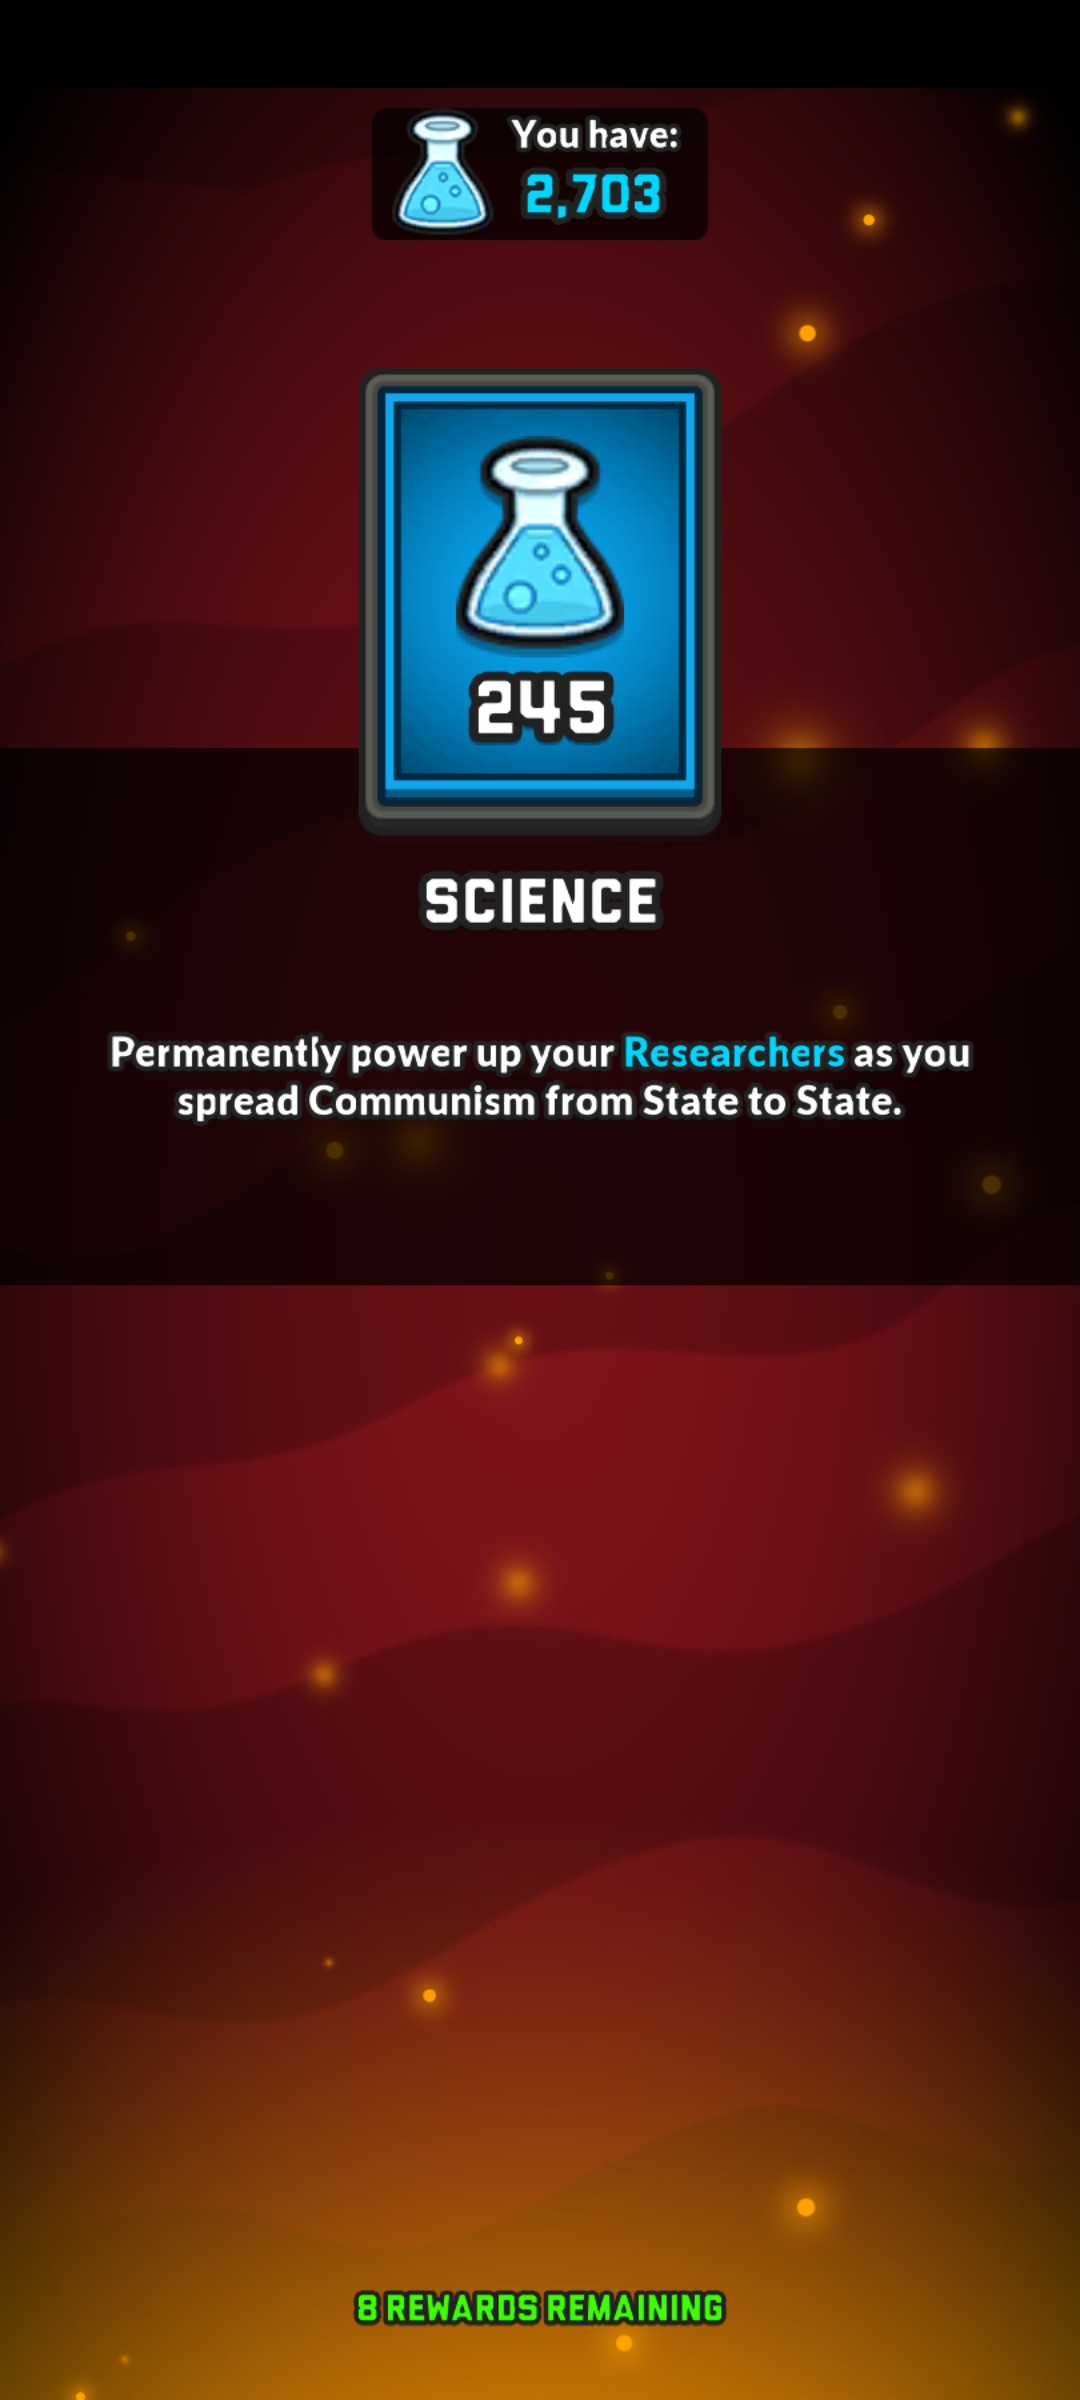 You have:
2,703
245
SCIENCE
Permanently power up your Researchers as you
spread Communism from State to State.
8 REWARDS REMAINING